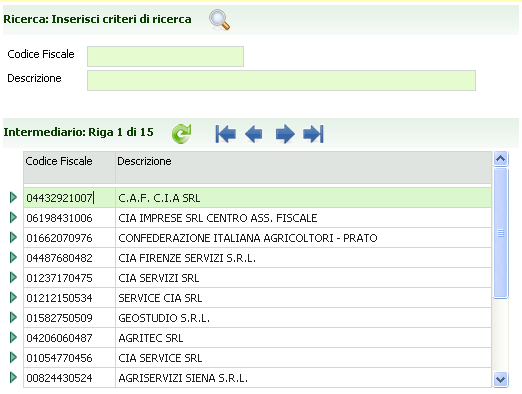 Ricerca: Inserisci criteri di ricerca
Codice Fiscale
Descrizione
Intermediario: Riga 1 di 15
Codice Fiscale Descrizione
04432921007 C.A.F. C.I.A SRL
06198431006 CIA IMPRESE SRL CENTRO ASS. FISCALE
01662070976 CONFEDERAZIONE ITALIANA AGRICOLTORI - PRATO
04487680482 CIA FIRENZE SERVIZI S.R.L.
01237170475 CIA SERVIZI SRL
01212150534 SERVICE CIA SRL
01582750509 GEOSTUDIO S.R.L.
04206060487 AGRITEC SRL
01054770456 CIA SERVICE SRL
00824430524 AGRISERVIZI SIENA S.R.L.